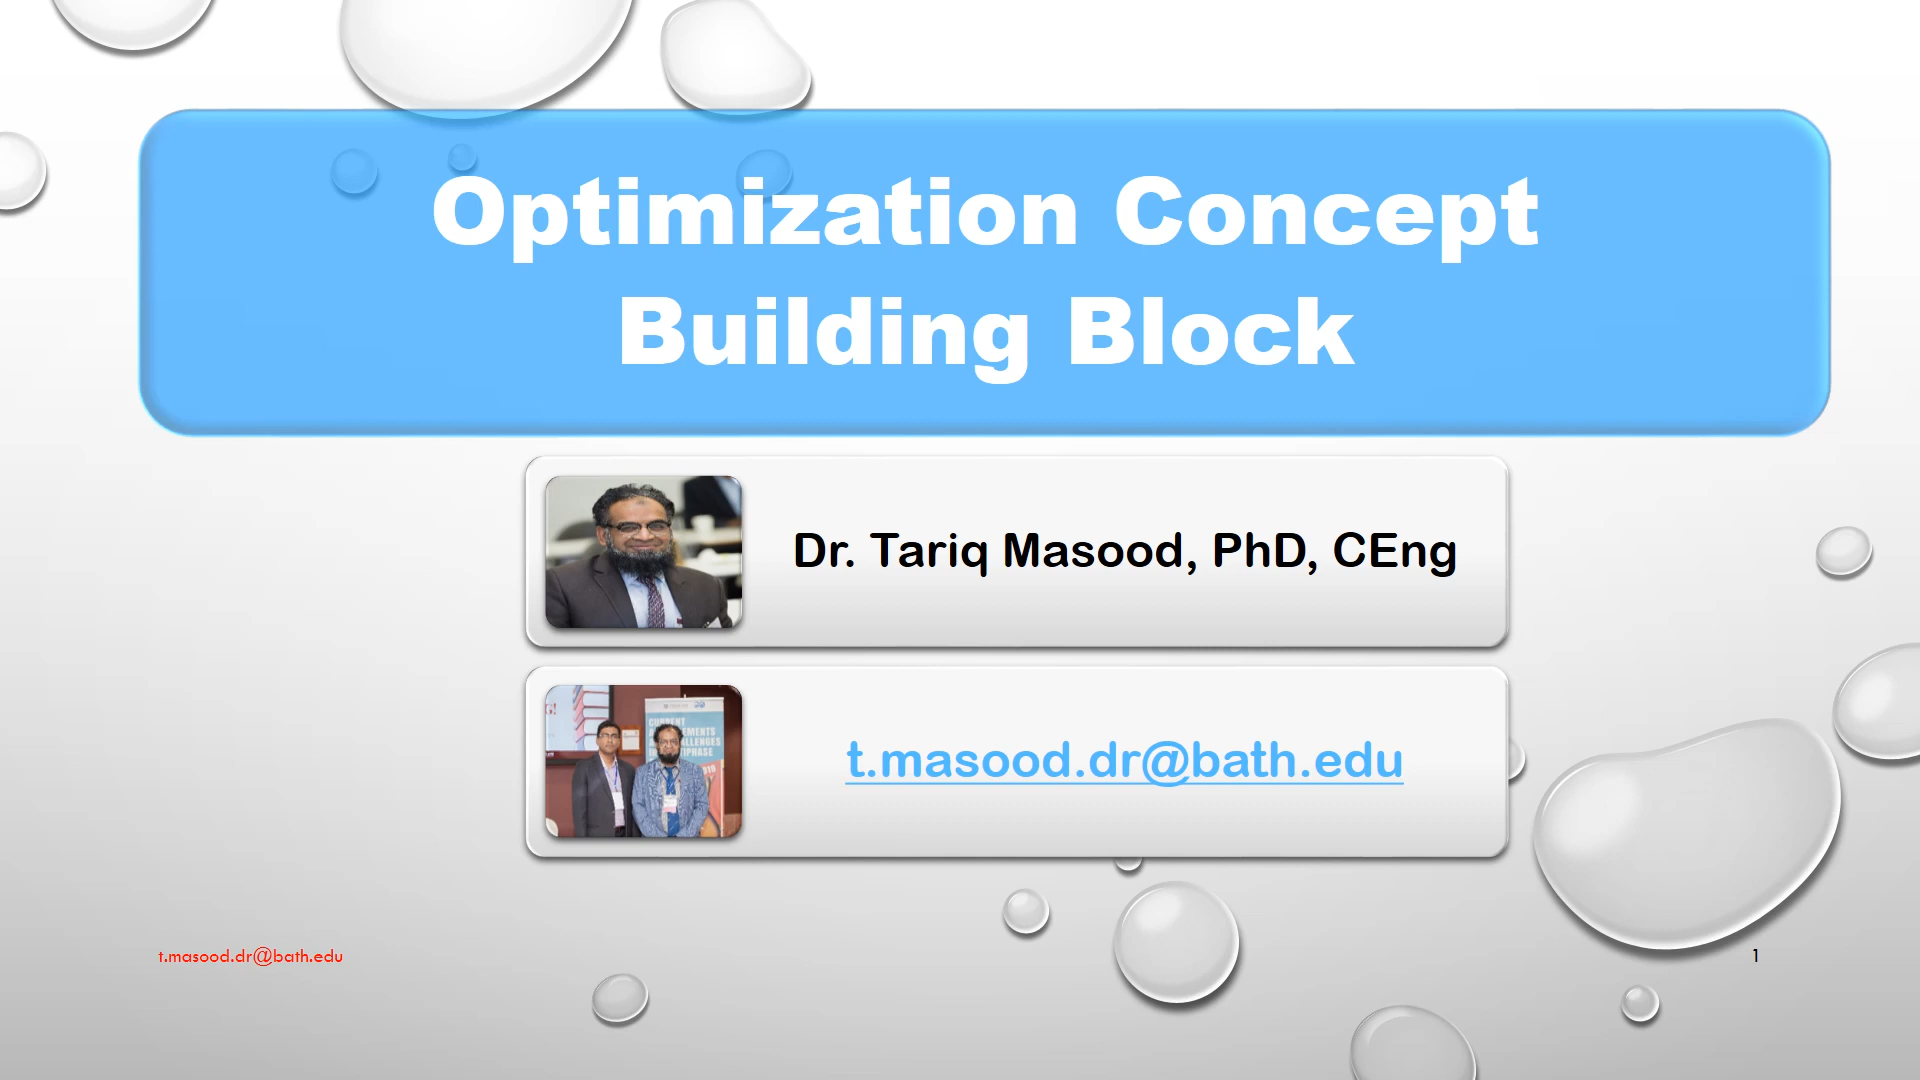 Optimization Concept
Building Block
Dr. Tariq Masood, PhD, CEng
t.masood.dr@bath.edu
t.masood.dr@bath.edu
1